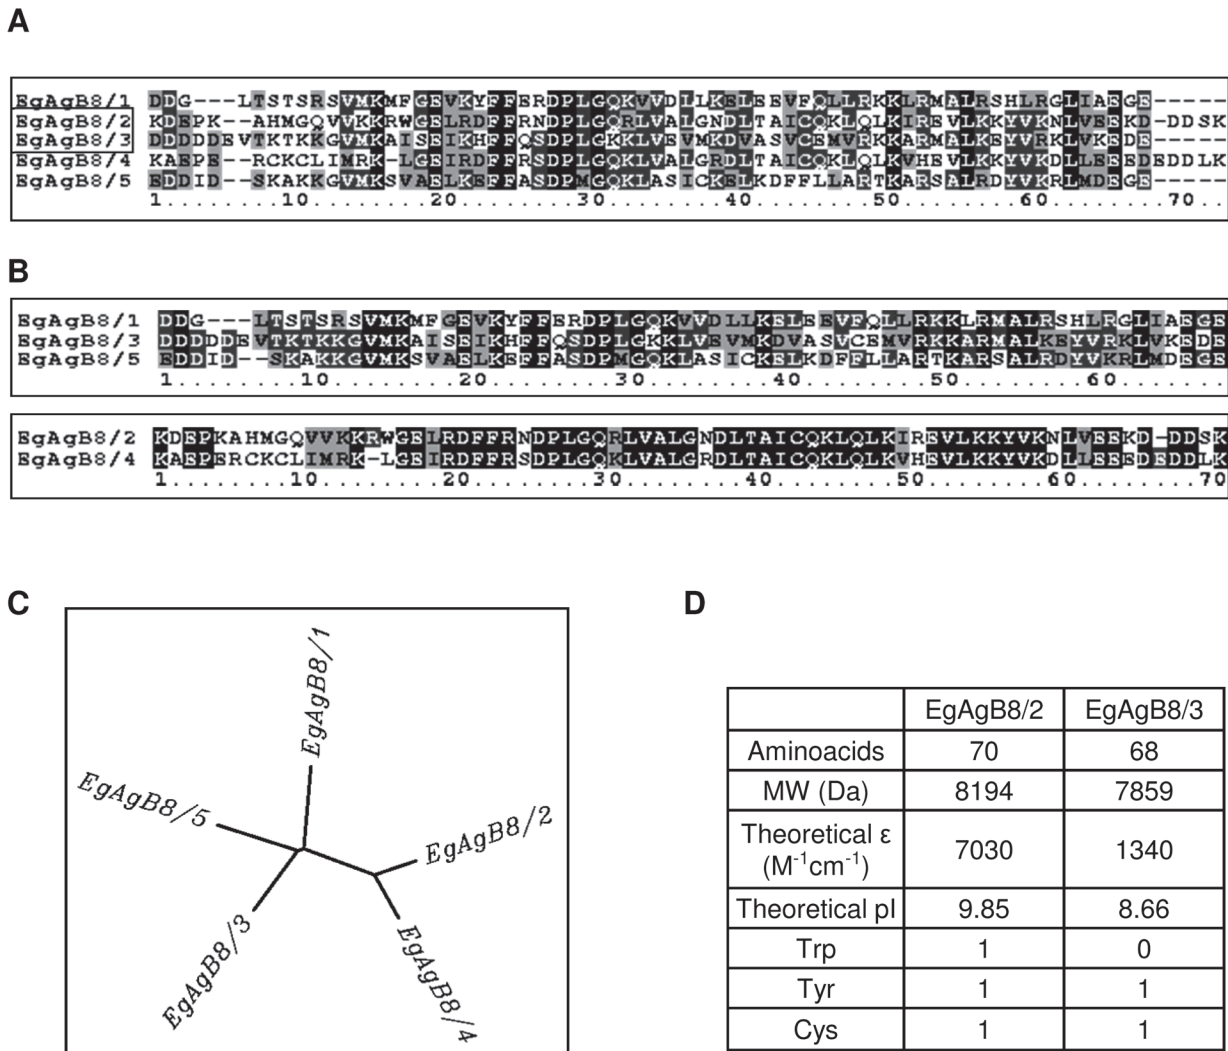 A
EgAgB8/1 DDG---LTSTSRSVMKMFGEVKYFFERDPLGQKVVDLLKELEEVFQLLRKKLRMALRSHLRGLIAEGE-----
EgAgB8/2 KDEPK--AHMGQVVKKRWGELRDFFRNDPLGQRLVALGNDLTAICQKLQLKIREVLKKYVKNLVEEKD-DDSK
EgAgB8/3 DDDDDEVTKTKKGVMKAISEIKHFFQSDPLGKKLVEVMKDVASVCEMVRKKARMALKEYVRKLVKEDE-----
EgAgB8/4 KAEPE--RCKCLIMRK-LGEIRDFFRSDPLGQKLVALGRDLTAICQKLQLKVHEVLKKYVKDLLEEEDEDDLK
EgAgB8/5 EDDID--SKAKKGVMKSVAELKEFFASDPMGQKLASICKELKDFFLLARTKARSALRDYVKRLMDEGE-----
1........10........20........30........40........50........60........70..
B
EgAgB8/1 DDG---LTSTSRSVMKMFGEVKYFFERDPLGQKVVDLLKELEEVFQLLRKKLRMALRSHLRGLIAEGE
EgAgB8/3 DDDDDEVTKTKKGVMKAISEIKHFFQSDPLGKKLVEVMKDVASVCEMVRKKARMALKEYVRKLVKEDE
EgAgB8/5 EDDID--SKAKKGVMKSVAELKEFFASDPMGQKLASICKELKDFFLLARTKARSALRDYVKRLMDEGE
1........10........20........30........40........50........60........
EgAgB8/2 KDEPKAHMGQVVKKRWGELRDFFRNDPLGQRLVALGNDLTAICQKLQLKIREVLKKYVKNLVEEKD-DDSK
EgAgB8/4 KAEPERCKCLIMRK-LGEIRDFFRSDPLGQKLVALGRDLTAICQKLQLKVHEVLKKYVKDLLEEEDEDDLK
1........10........20........30........40........50........60........70
C
EgAgB8/1
EgAgB8/5
EgAgB8/2
EgAgB8/3
EgAgB8/4
D
EgAgB8/2 EgAgB8/3
Aminoacids 70 68
MW (Da) 8194 7859
Theoretical ε (M⁻¹cm⁻¹) 7030 1340
Theoretical pI 9.85 8.66
Trp 1 0
Tyr 1 1
Cys 1 1